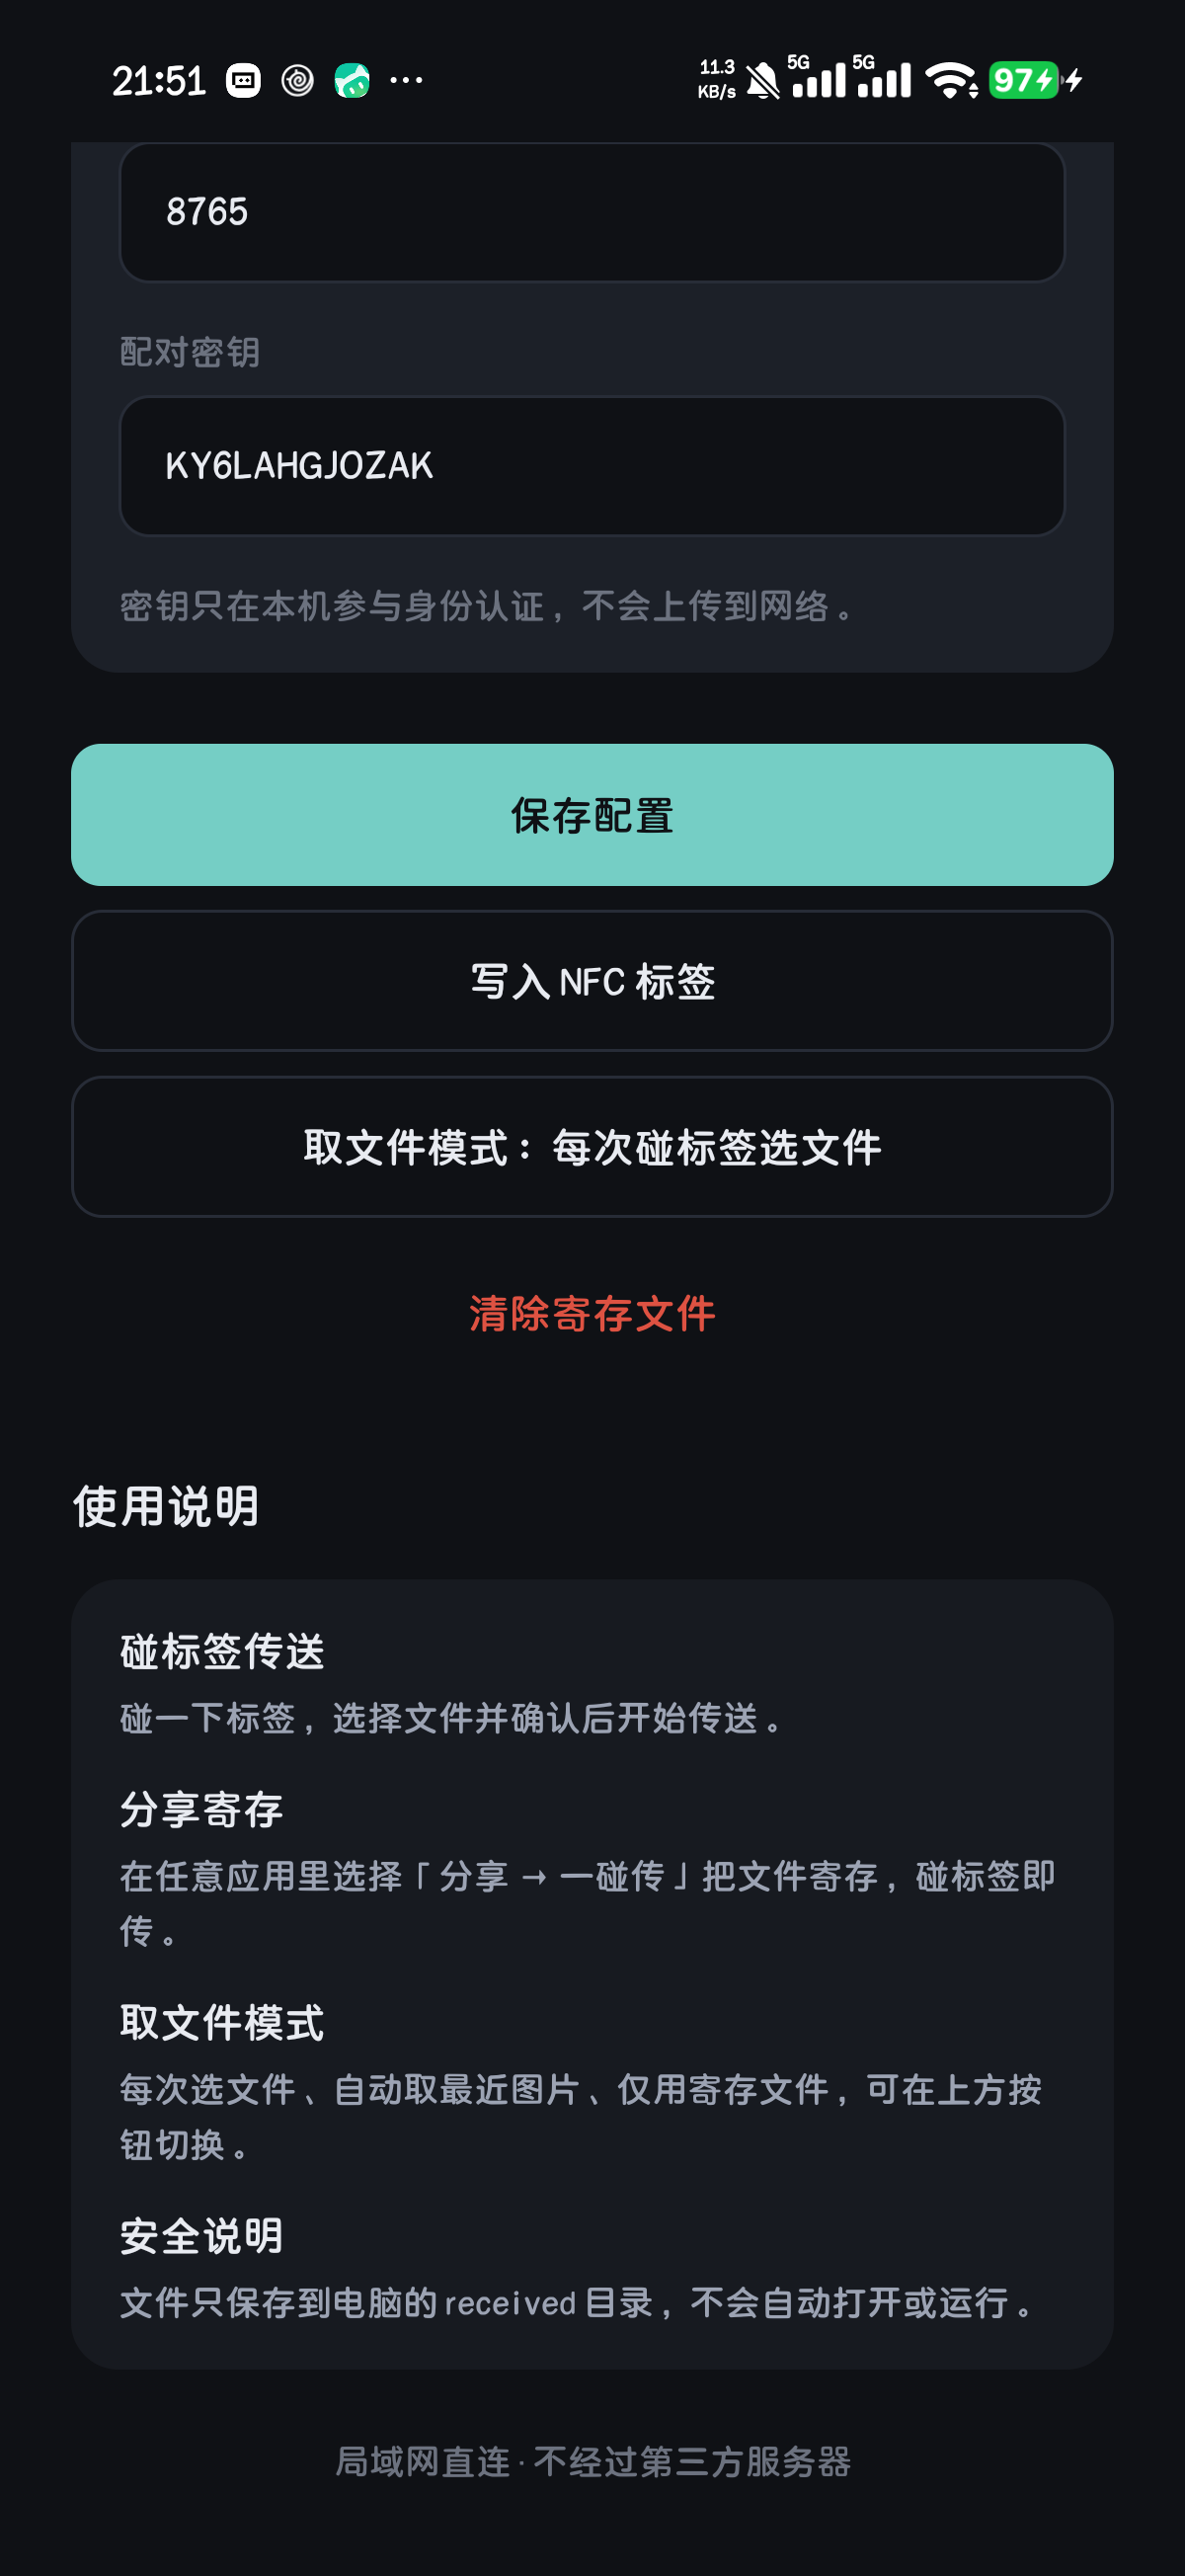 21:51
11.3 KB/s 5G 5G 97
8765
配对密钥
KY6LAHGJOZAK
密钥只在本机参与身份认证，不会上传到网络。
保存配置
写入 NFC 标签
取文件模式：每次碰标签选文件
清除寄存文件
使用说明
碰标签传送
碰一下标签，选择文件并确认后开始传送。
分享寄存
在任意应用里选择「分享 → 一碰传」把文件寄存，碰标签即
传。
取文件模式
每次选文件、自动取最近图片、仅用寄存文件，可在上方按
钮切换。
安全说明
文件只保存到电脑的 received 目录，不会自动打开或运行。
局域网直连 · 不经过第三方服务器